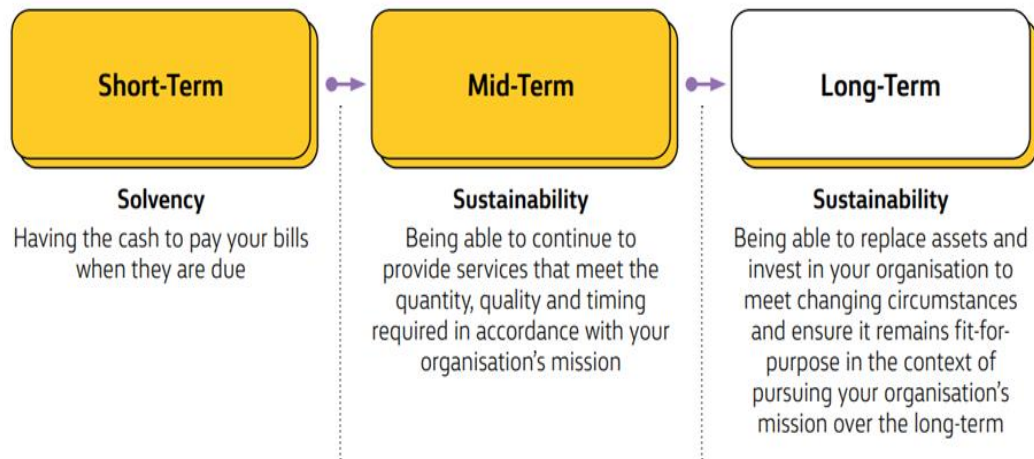 Short-Term
Mid-Term
Long-Term
Solvency
Having the cash to pay your bills
when they are due
Sustainability
Being able to continue to
provide services that meet the
quantity, quality and timing
required in accordance with your
organisation's mission
Sustainability
Being able to replace assets and
invest in your organisation to
meet changing circumstances
and ensure it remains fit-for-
purpose in the context of
pursuing your organisation's
mission over the long-term